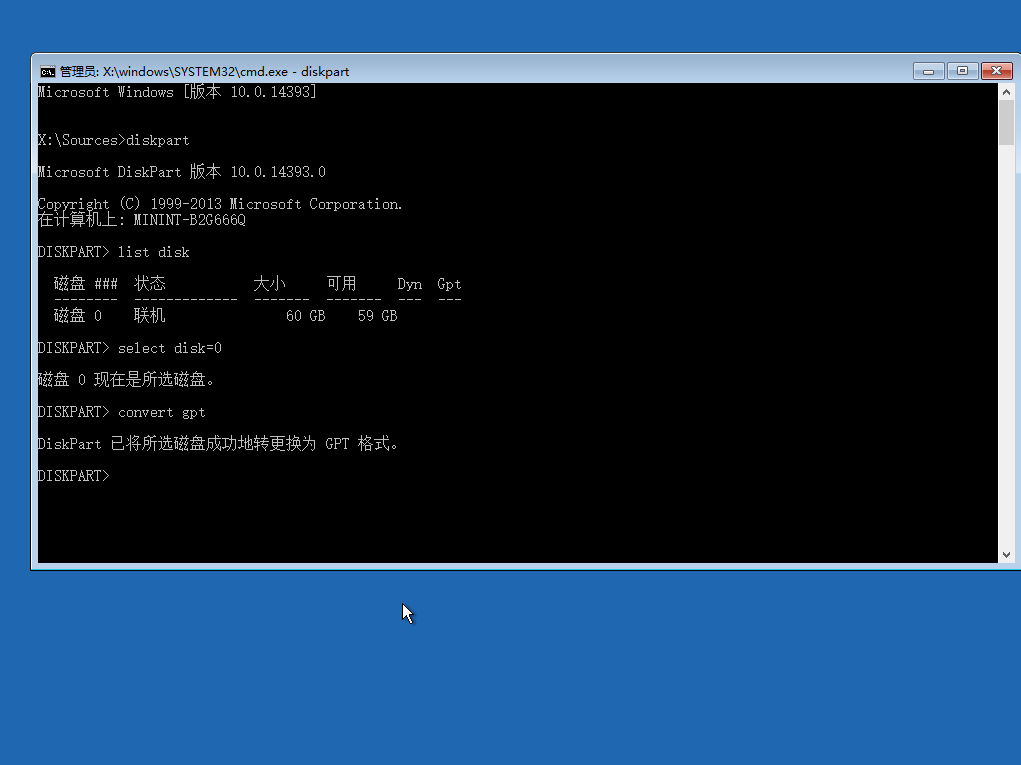 管理员: X:\windows\SYSTEM32\cmd.exe - diskpart
Microsoft Windows [版本 10.0.14393]
X:\Sources>diskpart
Microsoft DiskPart 版本 10.0.14393.0
Copyright (C) 1999-2013 Microsoft Corporation.
在计算机上: MININT-B2G666Q
DISKPART> list disk
磁盘 ### 状态 大小 可用 Dyn Gpt
-------- ------------- ------- ------- --- ---
磁盘 0 联机 60 GB 59 GB
DISKPART> select disk=0
磁盘 0 现在是所选磁盘。
DISKPART> convert gpt
DiskPart 已将所选磁盘成功地转更换为 GPT 格式。
DISKPART>